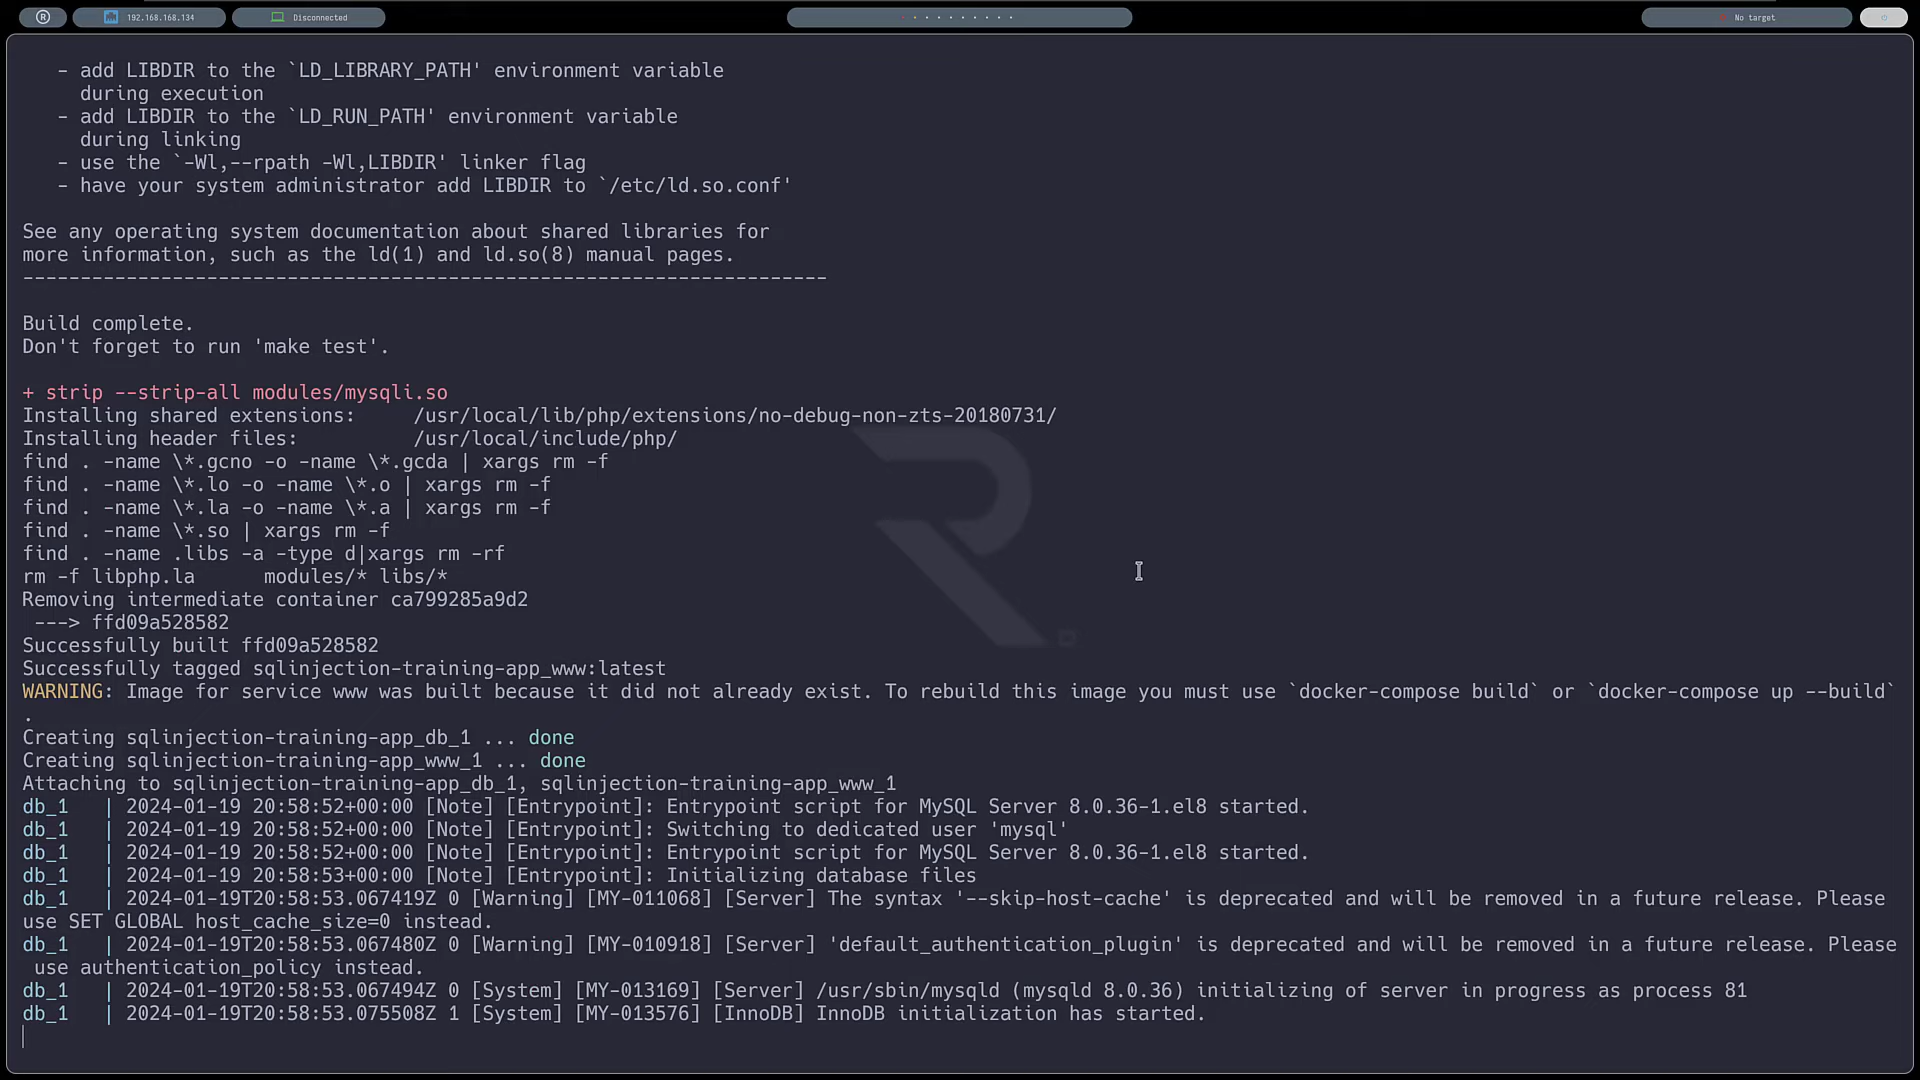 192.168.168.134
Disconnected
No target
- add LIBDIR to the `LD_LIBRARY_PATH' environment variable
during execution
- add LIBDIR to the `LD_RUN_PATH' environment variable
during linking
- use the `-Wl,--rpath -Wl,LIBDIR' linker flag
- have your system administrator add LIBDIR to `/etc/ld.so.conf'
See any operating system documentation about shared libraries for
more information, such as the ld(1) and ld.so(8) manual pages.
----------------------------------------------------------------------
Build complete.
Don't forget to run 'make test'.
+ strip --strip-all modules/mysqli.so
Installing shared extensions:     /usr/local/lib/php/extensions/no-debug-non-zts-20180731/
Installing header files:          /usr/local/include/php/
find . -name \*.gcno -o -name \*.gcda | xargs rm -f
find . -name \*.lo -o -name \*.o | xargs rm -f
find . -name \*.la -o -name \*.a | xargs rm -f
find . -name \*.so | xargs rm -f
find . -name .libs -a -type d|xargs rm -rf
rm -f libphp.la      modules/* libs/*
Removing intermediate container ca799285a9d2
---> ffd09a528582
Successfully built ffd09a528582
Successfully tagged sqlinjection-training-app_www:latest
WARNING: Image for service www was built because it did not already exist. To rebuild this image you must use `docker-compose build` or `docker-compose up --build`
.
Creating sqlinjection-training-app_db_1 ... done
Creating sqlinjection-training-app_www_1 ... done
Attaching to sqlinjection-training-app_db_1, sqlinjection-training-app_www_1
db_1   | 2024-01-19 20:58:52+00:00 [Note] [Entrypoint]: Entrypoint script for MySQL Server 8.0.36-1.el8 started.
db_1   | 2024-01-19 20:58:52+00:00 [Note] [Entrypoint]: Switching to dedicated user 'mysql'
db_1   | 2024-01-19 20:58:52+00:00 [Note] [Entrypoint]: Entrypoint script for MySQL Server 8.0.36-1.el8 started.
db_1   | 2024-01-19 20:58:53+00:00 [Note] [Entrypoint]: Initializing database files
db_1   | 2024-01-19T20:58:53.067419Z 0 [Warning] [MY-011068] [Server] The syntax '--skip-host-cache' is deprecated and will be removed in a future release. Please
use SET GLOBAL host_cache_size=0 instead.
db_1   | 2024-01-19T20:58:53.067480Z 0 [Warning] [MY-010918] [Server] 'default_authentication_plugin' is deprecated and will be removed in a future release. Please
use authentication_policy instead.
db_1   | 2024-01-19T20:58:53.067494Z 0 [System] [MY-013169] [Server] /usr/sbin/mysqld (mysqld 8.0.36) initializing of server in progress as process 81
db_1   | 2024-01-19T20:58:53.075508Z 1 [System] [MY-013576] [InnoDB] InnoDB initialization has started.